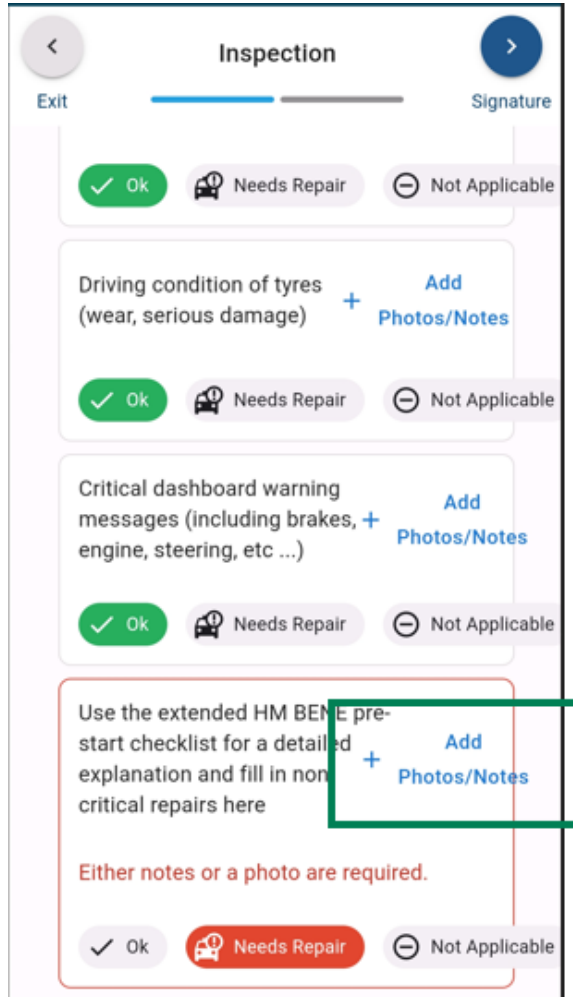 Inspection
Exit
Signature
Ok
Needs Repair
Not Applicable
Driving condition of tyres
(wear, serious damage)
+ Add
Photos/Notes
Ok
Needs Repair
Not Applicable
Critical dashboard warning
messages (including brakes,
engine, steering, etc ...)
+ Add
Photos/Notes
Ok
Needs Repair
Not Applicable
Use the extended HM BENE pre-
start checklist for a detailed
explanation and fill in non
critical repairs here
+ Add
Photos/Notes
Either notes or a photo are required.
Ok
Needs Repair
Not Applicable